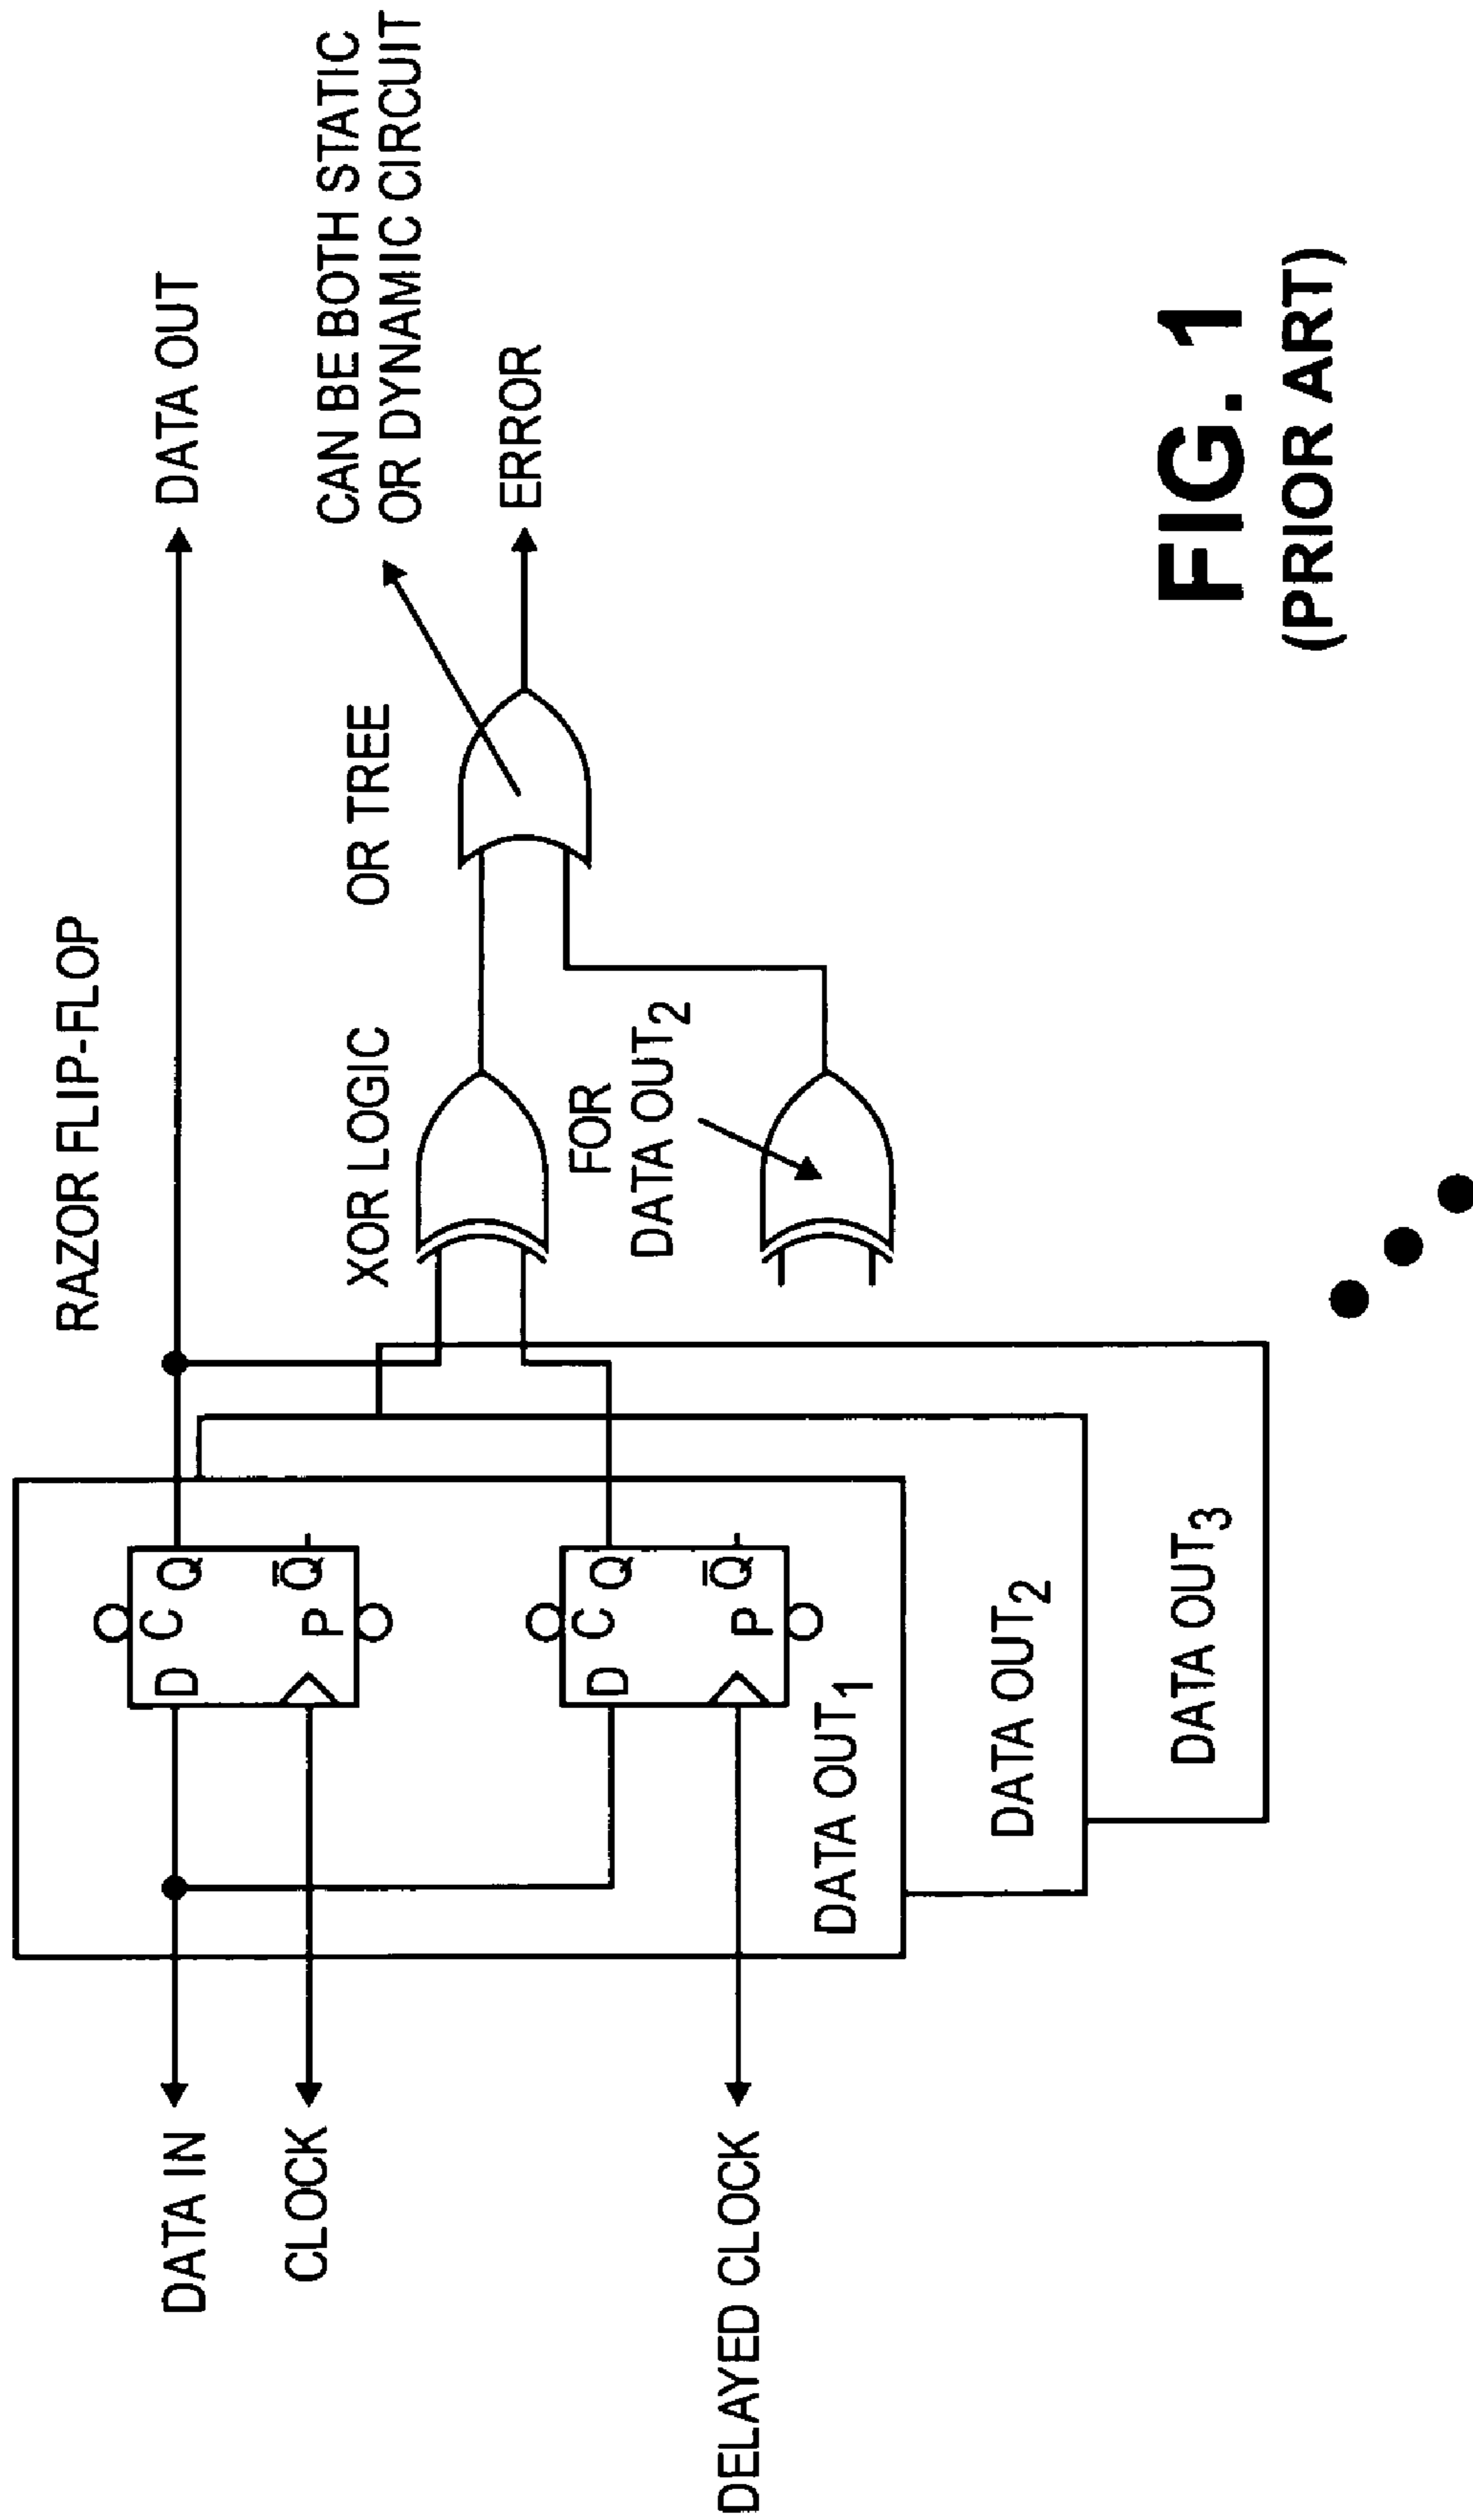 RAZOR FLIP-FLOP
DATA IN
DATA OUT
CLOCK
D C Q
P Q̅
XOR LOGIC
OR TREE
CAN BE BOTH STATIC
OR DYNAMIC CIRCUIT
ERROR
D C Q
P Q̅
DELAYED CLOCK
FOR
DATA OUT₂
DATA OUT₁
DATA OUT₂
DATA OUT₃
FIG. 1
(PRIOR ART)